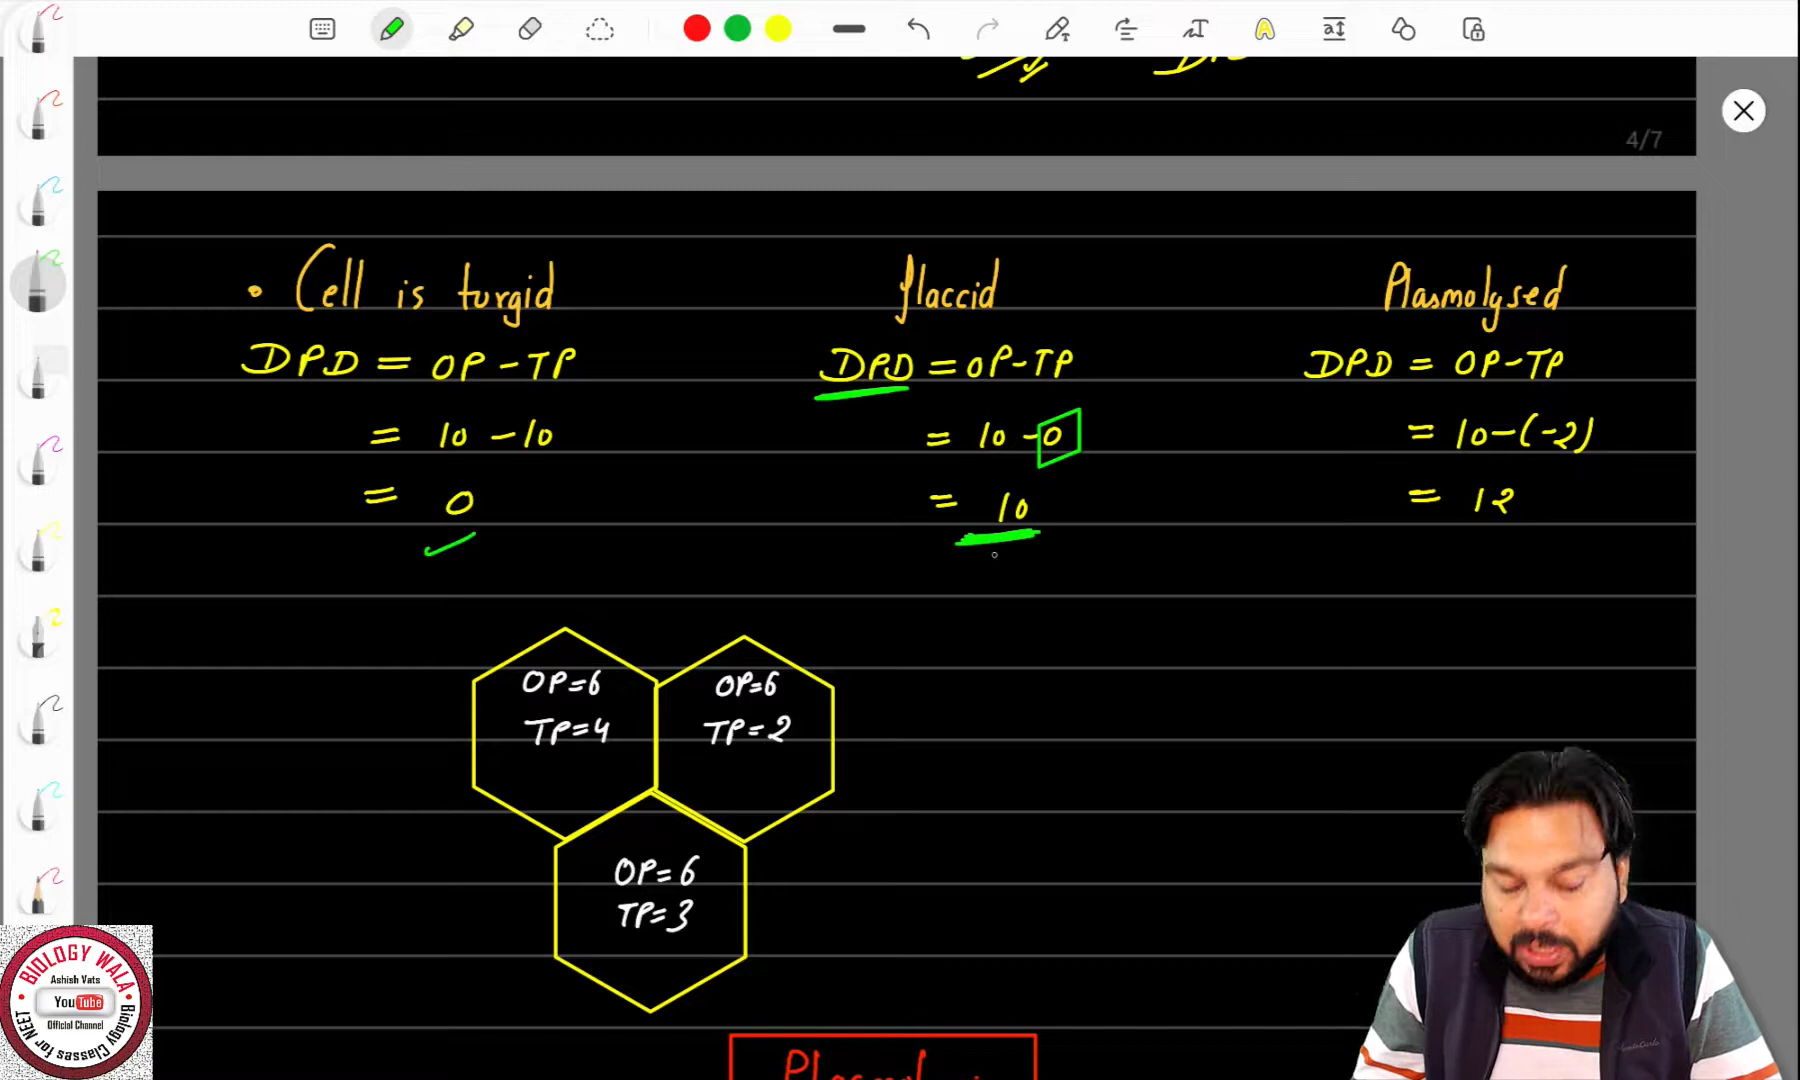 4/7
• Cell is turgid
DPD = OP - TP
= 10 - 10
= 0
flaccid
DPD = OP-TP
= 10 - 0
= 10
Plasmolysed
DPD = OP-TP
= 10-(-2)
= 12
OP=6
TP=4
OP=6
TP=2
OP=6
TP=3
BIOLOGY WALA
Ashish Vats
YouTube
Official Channel
Biology Classes for NEET